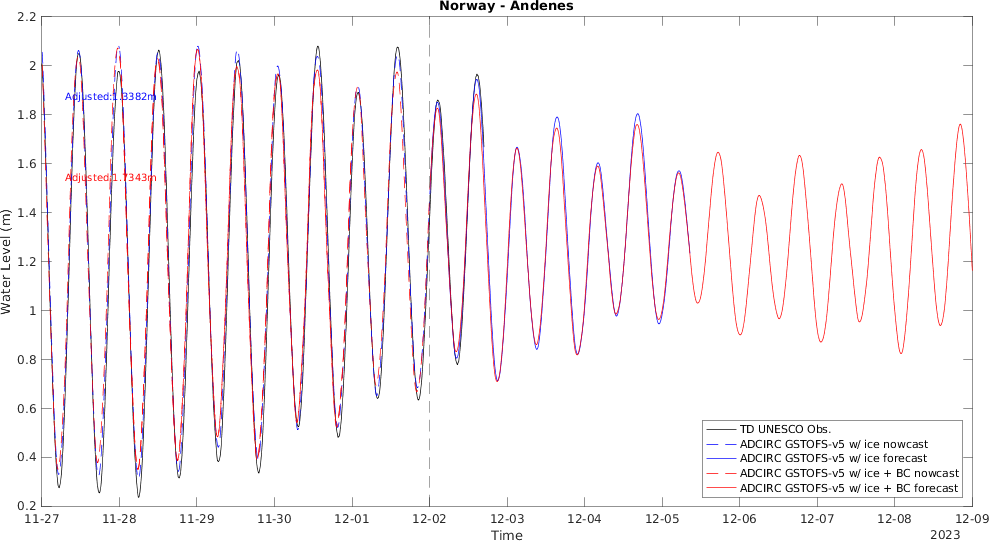 Norway - Andenes
2.2
2
1.8
1.6
1.4
1.2
1
0.8
0.6
0.4
0.2
Water Level (m)
Adjusted:1.3382m
Adjusted:1.7343m
TD UNESCO Obs.
ADCIRC GSTOFS-v5 w/ ice nowcast
ADCIRC GSTOFS-v5 w/ ice forecast
ADCIRC GSTOFS-v5 w/ ice + BC nowcast
ADCIRC GSTOFS-v5 w/ ice + BC forecast
11-27 11-28 11-29 11-30 12-01 12-02 12-03 12-04 12-05 12-06 12-07 12-08 12-09
Time
2023